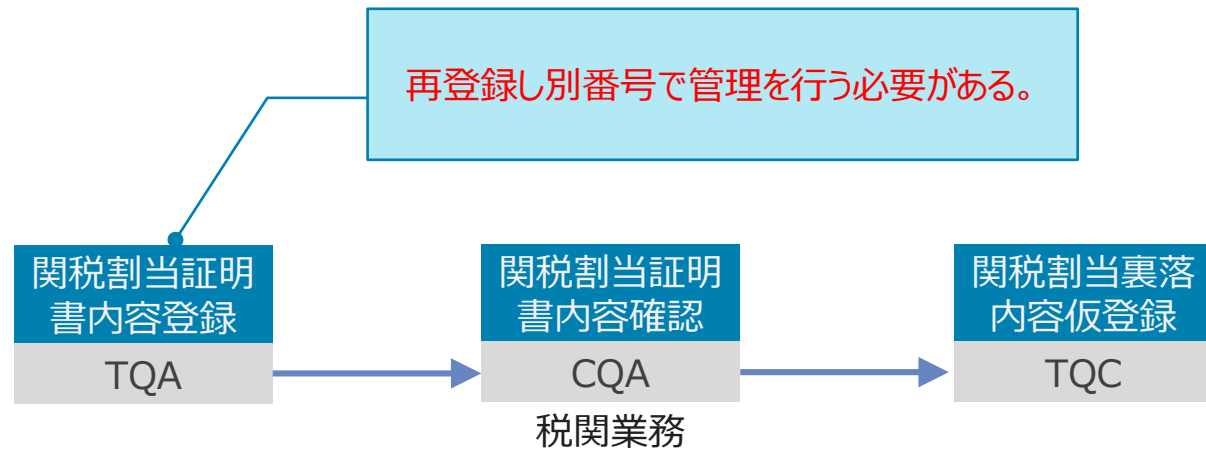 再登録し別番号で管理を行う必要がある。
関税割当証明
書内容登録
TQA
関税割当証明
書内容確認
CQA
税関業務
関税割当裏落
内容仮登録
TQC